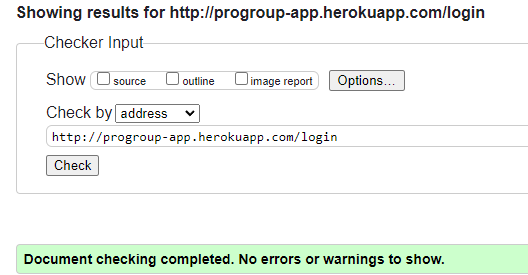 Showing results for http://progroup-app.herokuapp.com/login
Checker Input
Show source outline image report Options...
Check by address
http://progroup-app.herokuapp.com/login
Check
Document checking completed. No errors or warnings to show.